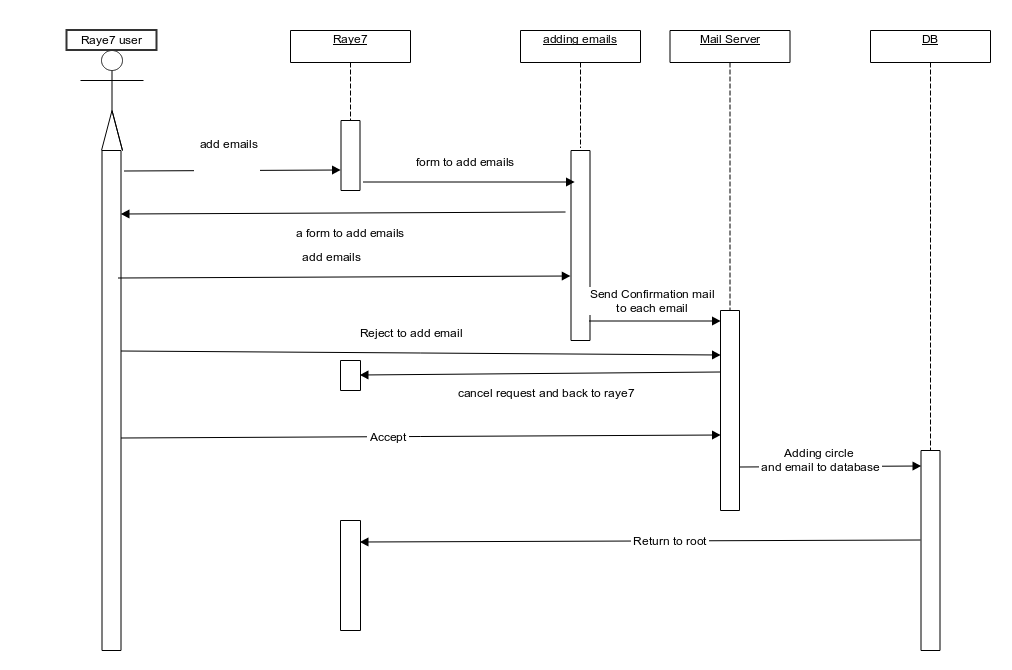 Raye7 user
Raye7
adding emails
Mail Server
DB
add emails
form to add emails
a form to add emails
add emails
Send Confirmation mail
to each email
Reject to add email
cancel request and back to raye7
Accept
Adding circle
and email to database
Return to root